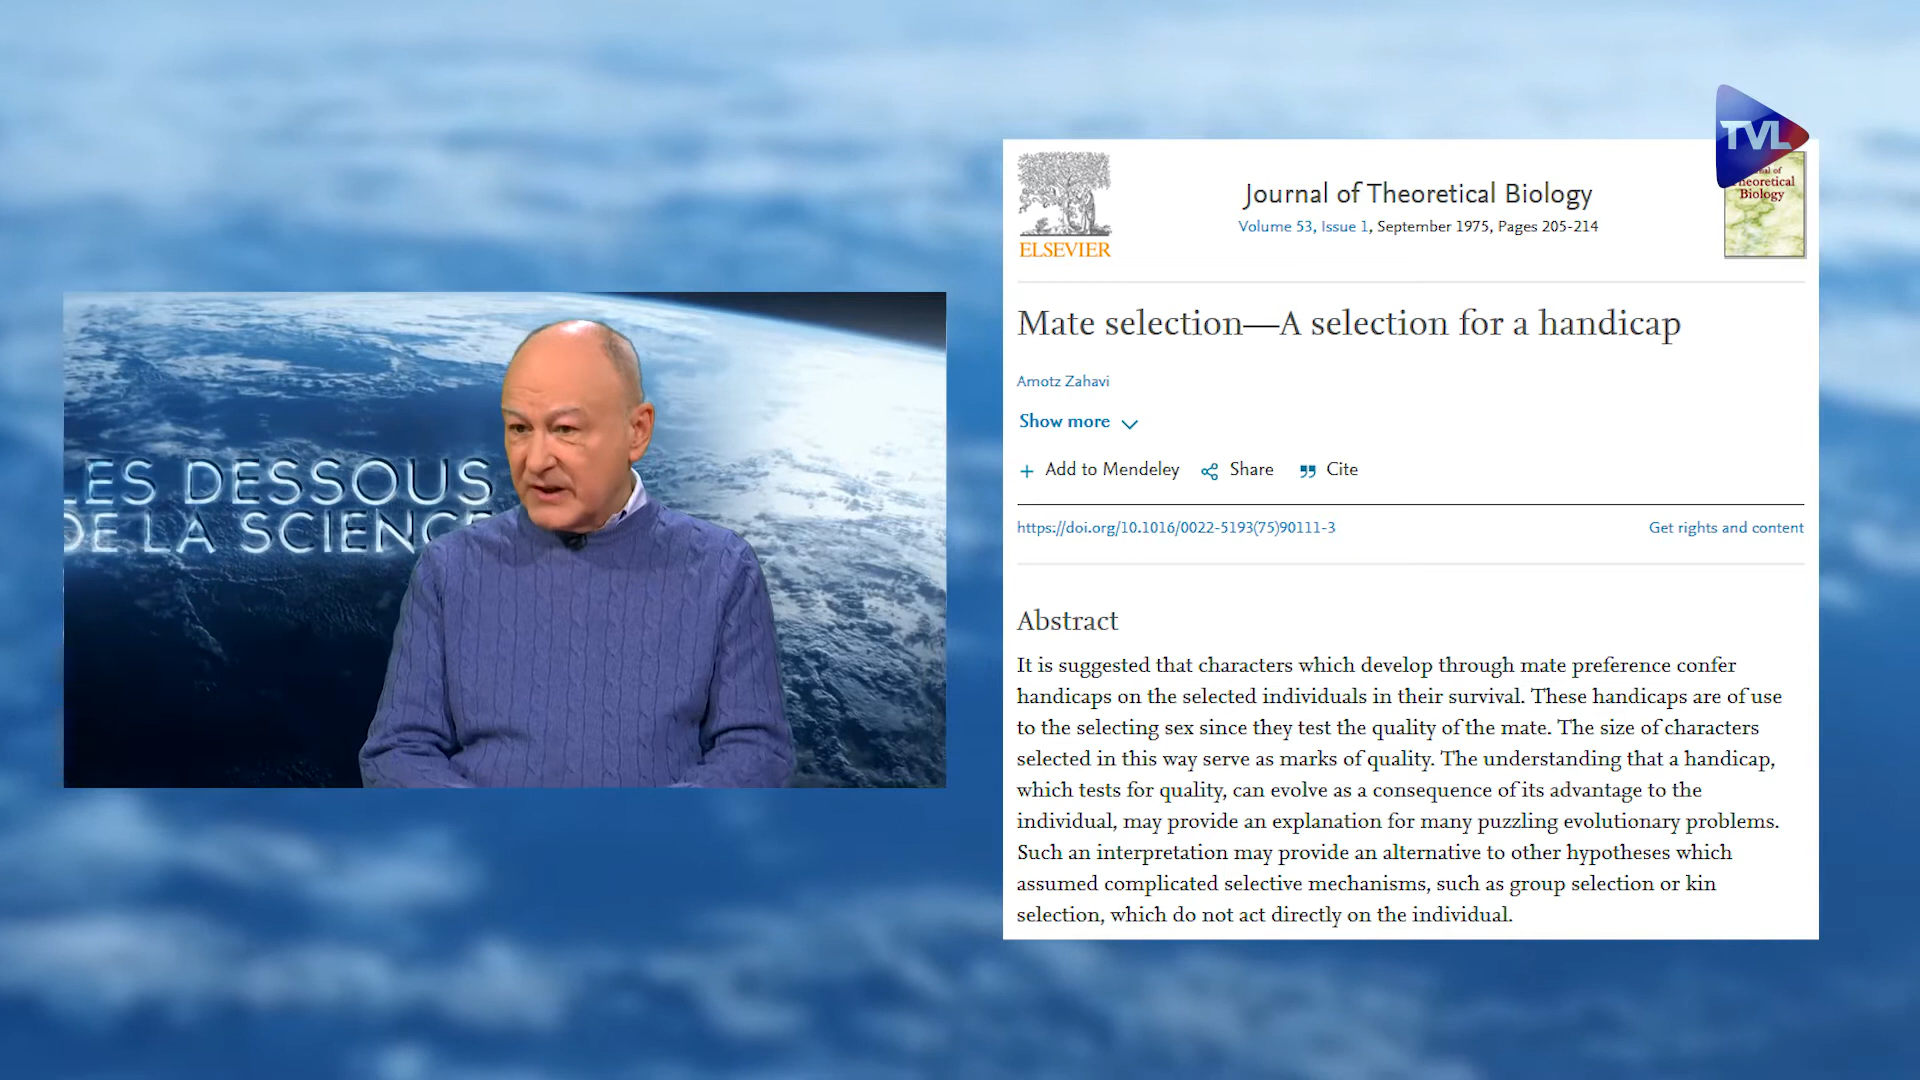 LES DESSOUS
DE LA SCIENC
TVL
ELSEVIER
Journal of Theoretical Biology
Volume 53, Issue 1, September 1975, Pages 205-214
Theoretical
Biology
Mate selection—A selection for a handicap
Amotz Zahavi
Show more
+ Add to Mendeley Share Cite
https://doi.org/10.1016/0022-5193(75)90111-3 Get rights and content
Abstract
It is suggested that characters which develop through mate preference confer
handicaps on the selected individuals in their survival. These handicaps are of use
to the selecting sex since they test the quality of the mate. The size of characters
selected in this way serve as marks of quality. The understanding that a handicap,
which tests for quality, can evolve as a consequence of its advantage to the
individual, may provide an explanation for many puzzling evolutionary problems.
Such an interpretation may provide an alternative to other hypotheses which
assumed complicated selective mechanisms, such as group selection or kin
selection, which do not act directly on the individual.